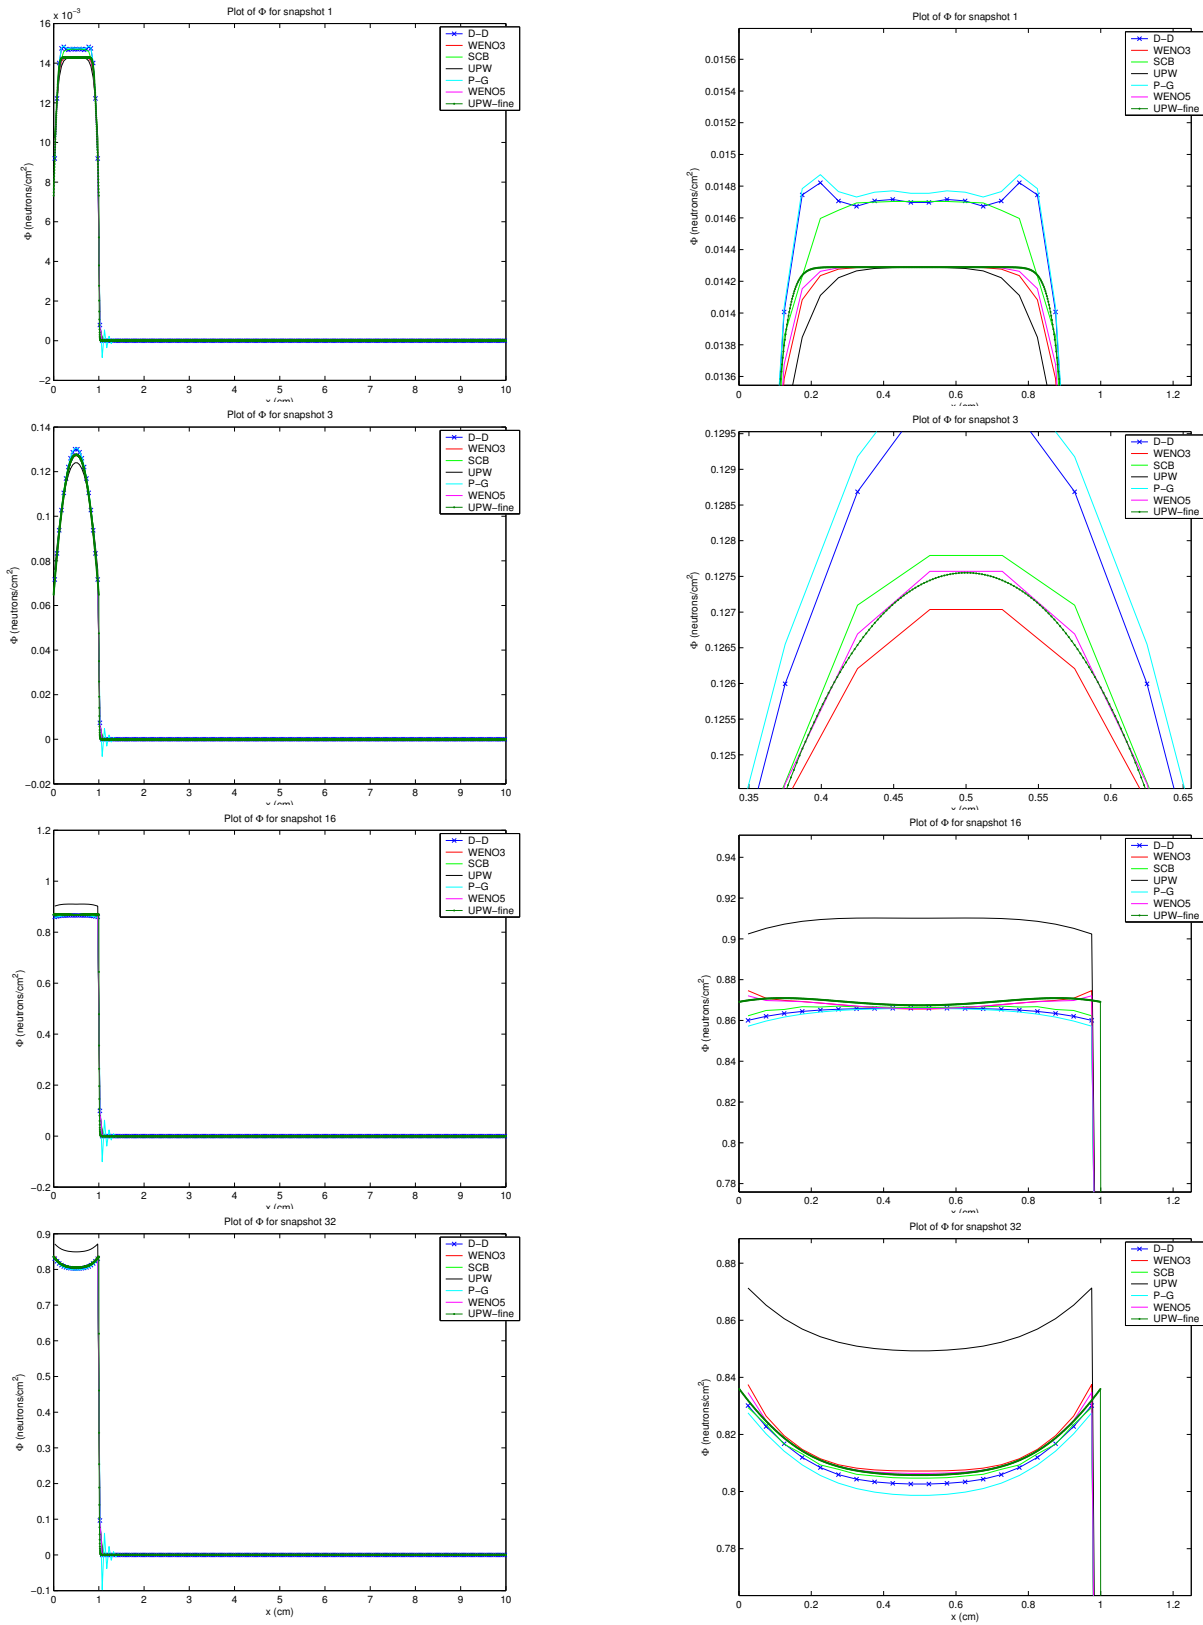 Plot of Φ for snapshot 1
x 10⁻³
16
14
12
10
8
6
4
2
0
−2
0 1 2 3 4 5 6 7 8 9 10
Φ (neutrons/cm²)
x (cm)
D−D
WENO3
SCB
UPW
P−G
WENO5
UPW−fine
Plot of Φ for snapshot 1
0.0156
0.0154
0.0152
0.015
0.0148
0.0146
0.0144
0.0142
0.014
0.0138
0.0136
0 0.2 0.4 0.6 0.8 1 1.2
Φ (neutrons/cm²)
x (cm)
D−D
WENO3
SCB
UPW
P−G
WENO5
UPW−fine
Plot of Φ for snapshot 3
0.14
0.12
0.1
0.08
0.06
0.04
0.02
0
−0.02
0 1 2 3 4 5 6 7 8 9 10
Φ (neutrons/cm²)
x (cm)
D−D
WENO3
SCB
UPW
P−G
WENO5
UPW−fine
Plot of Φ for snapshot 3
0.1295
0.129
0.1285
0.128
0.1275
0.127
0.1265
0.126
0.1255
0.125
0.35 0.4 0.45 0.5 0.55 0.6 0.65
Φ (neutrons/cm²)
x (cm)
D−D
WENO3
SCB
UPW
P−G
WENO5
UPW−fine
Plot of Φ for snapshot 16
1.2
1
0.8
0.6
0.4
0.2
0
−0.2
0 1 2 3 4 5 6 7 8 9 10
Φ (neutrons/cm²)
x (cm)
D−D
WENO3
SCB
UPW
P−G
WENO5
UPW−fine
Plot of Φ for snapshot 16
0.94
0.92
0.9
0.88
0.86
0.84
0.82
0.8
0.78
0 0.2 0.4 0.6 0.8 1 1.2
Φ (neutrons/cm²)
x (cm)
D−D
WENO3
SCB
UPW
P−G
WENO5
UPW−fine
Plot of Φ for snapshot 32
0.9
0.8
0.7
0.6
0.5
0.4
0.3
0.2
0.1
0
−0.1
0 1 2 3 4 5 6 7 8 9 10
Φ (neutrons/cm²)
x (cm)
D−D
WENO3
SCB
UPW
P−G
WENO5
UPW−fine
Plot of Φ for snapshot 32
0.88
0.86
0.84
0.82
0.8
0.78
0 0.2 0.4 0.6 0.8 1 1.2
Φ (neutrons/cm²)
x (cm)
D−D
WENO3
SCB
UPW
P−G
WENO5
UPW−fine